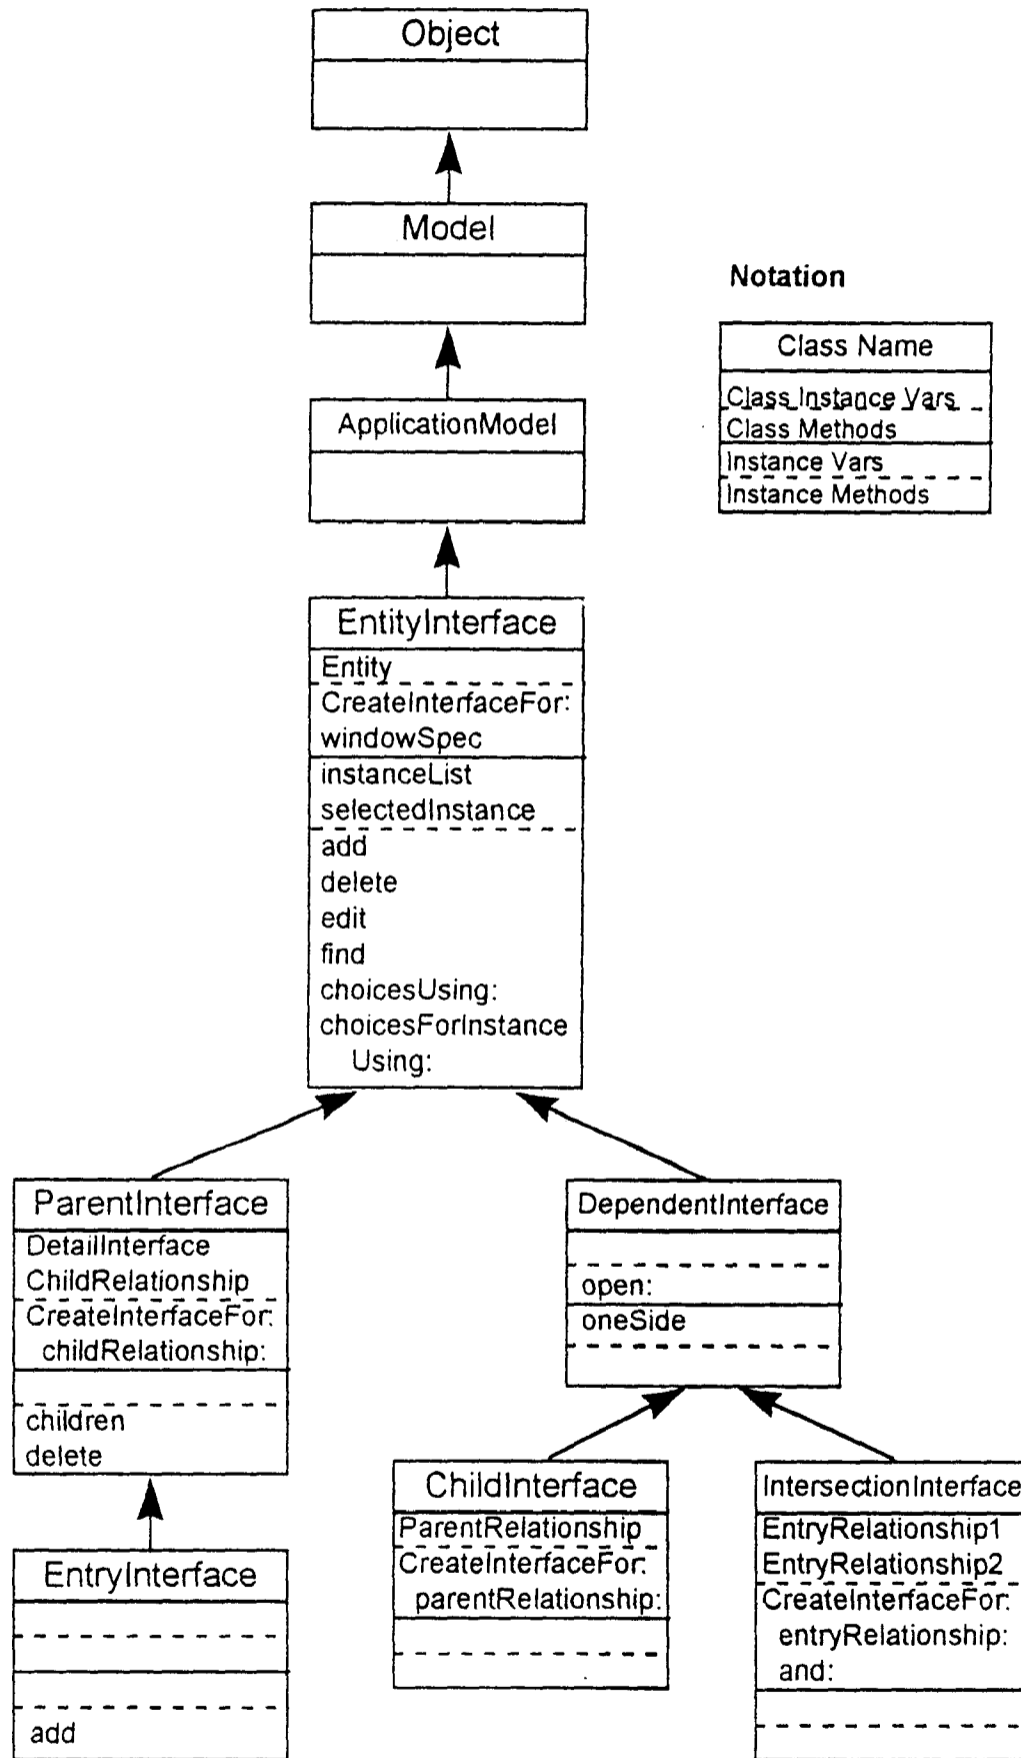 Object
Model
Notation
Class Name
Class Instance Vars
Class Methods
Instance Vars
Instance Methods
ApplicationModel
EntityInterface
Entity
CreateInterfaceFor:
windowSpec
instanceList
selectedInstance
add
delete
edit
find
choicesUsing:
choicesForInstance
Using:
ParentInterface
DetailInterface
ChildRelationship
CreateInterfaceFor:
childRelationship:
children
delete
DependentInterface
open:
oneSide
EntryInterface
add
ChildInterface
ParentRelationship
CreateInterfaceFor:
parentRelationship:
IntersectionInterface
EntryRelationship1
EntryRelationship2
CreateInterfaceFor:
entryRelationship:
and: